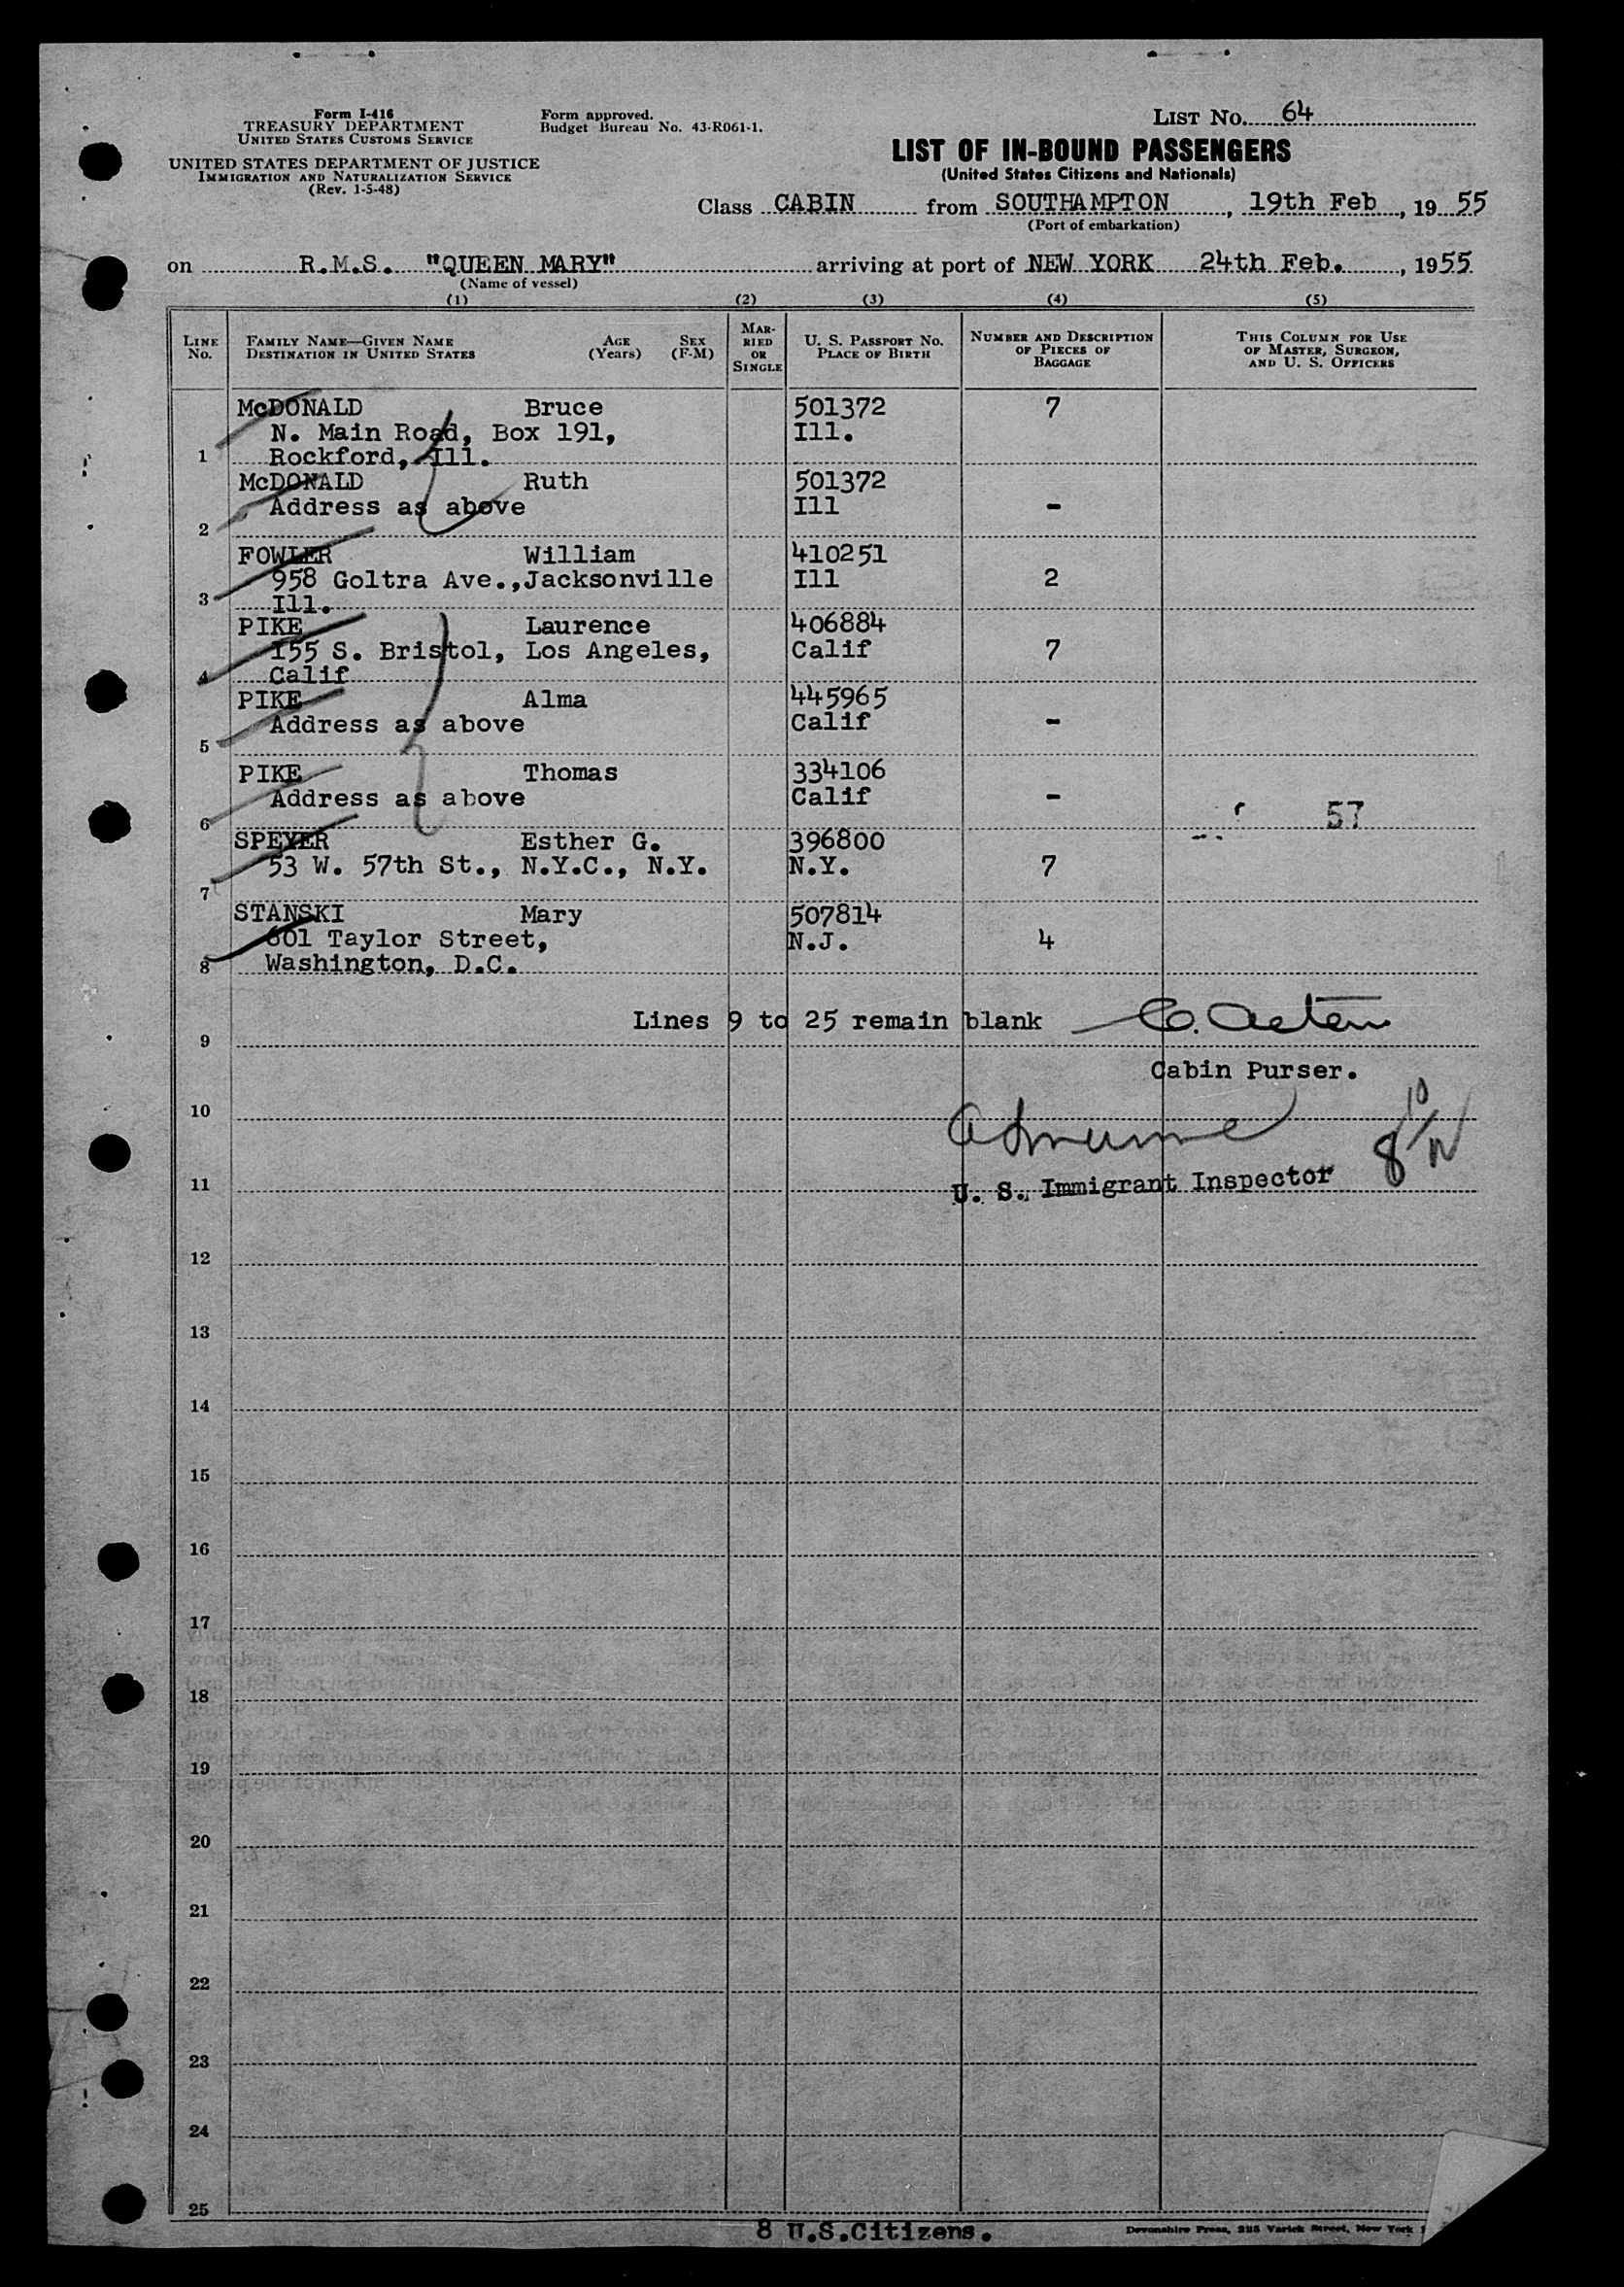 Form I-416
TREASURY DEPARTMENT
UNITED STATES CUSTOMS SERVICE
UNITED STATES DEPARTMENT OF JUSTICE
IMMIGRATION AND NATURALIZATION SERVICE
(Rev. 1-5-48)
Form approved.
Budget Bureau No. 43-R061-1.
LIST No. 64
LIST OF IN-BOUND PASSENGERS
(United States Citizens and Nationals)
Class CABIN from SOUTHAMPTON, 19th Feb, 1955
(Port of embarkation)
on R.M.S. "QUEEN MARY" arriving at port of NEW YORK 24th Feb., 1955
(Name of vessel)
(1) (2) (3) (4) (5)
LINE No.
FAMILY NAME—GIVEN NAME
DESTINATION IN UNITED STATES
AGE (Years)
SEX (F-M)
MARRIED OR SINGLE
U. S. PASSPORT No.
PLACE OF BIRTH
NUMBER AND DESCRIPTION OF PIECES OF BAGGAGE
THIS COLUMN FOR USE OF MASTER, SURGEON, AND U. S. OFFICERS
McDONALD Bruce 501372 7
N. Main Road, Box 191, Ill.
1 Rockford, Ill.
McDONALD Ruth 501372
Address as above Ill -
2
FOWLER William 410251
958 Goltra Ave.,Jacksonville Ill 2
3 Ill.
PIKE Laurence 406884
155 S. Bristol, Los Angeles, Calif 7
4 Calif
PIKE Alma 445965
Address as above Calif -
5
PIKE Thomas 334106
Address as above Calif -
6 57
SPEYER Esther G. 396800
53 W. 57th St., N.Y.C., N.Y. N.Y. 7
7
STANSKI Mary 507814
601 Taylor Street, N.J. 4
8 Washington, D.C.
Lines 9 to 25 remain blank
9
Cabin Purser.
10
U. S. Immigrant Inspector
11
12
13
14
15
16
17
18
19
20
21
22
23
24
25
8 U.S.Citizens.
Devonshire Press, 225 Varick Street, New York